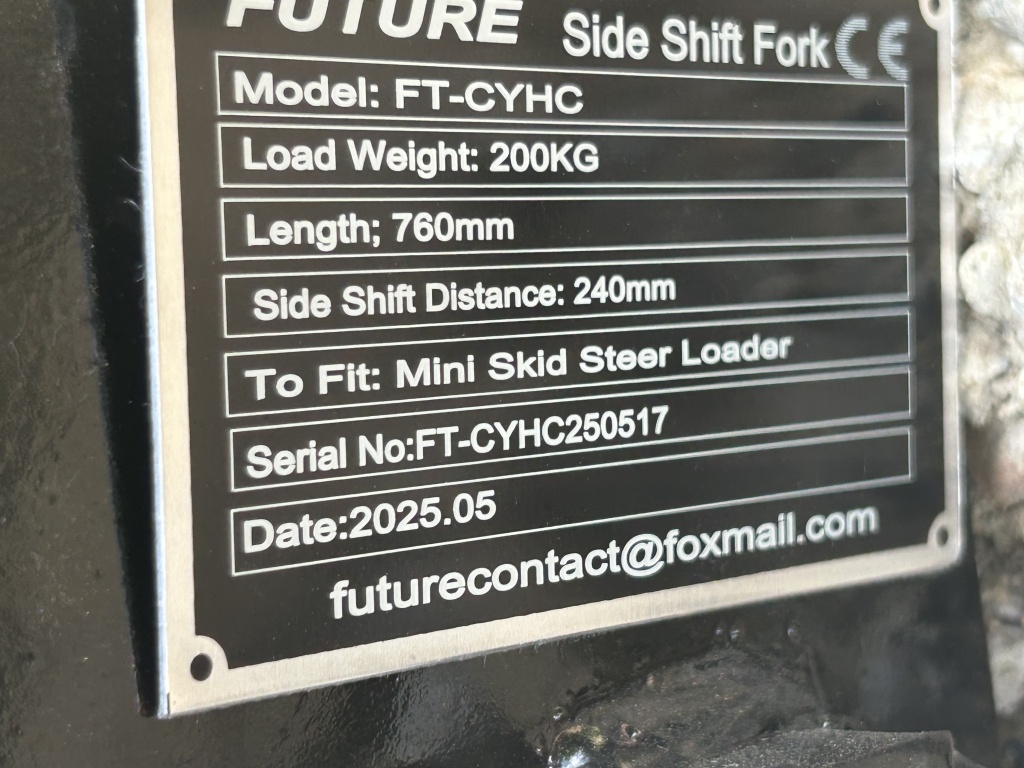 FUTURE Side Shift Fork CE
Model: FT-CYHC
Load Weight: 200KG
Length; 760mm
Side Shift Distance: 240mm
To Fit: Mini Skid Steer Loader
Serial No:FT-CYHC250517
Date:2025.05
futurecontact@foxmail.com